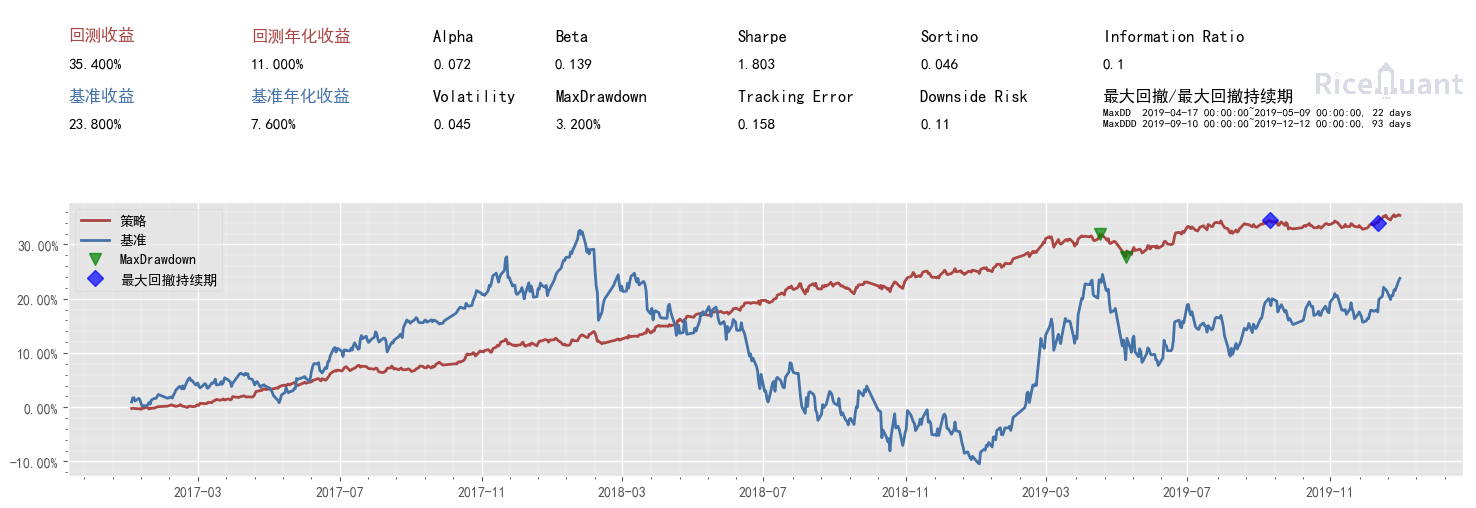 回测收益 回测年化收益 Alpha Beta Sharpe Sortino Information Ratio
35.400% 11.000% 0.072 0.139 1.803 0.046 0.1
RiceQuant
基准收益 基准年化收益 Volatility MaxDrawdown Tracking Error Downside Risk 最大回撤/最大回撤持续期
23.800% 7.600% 0.045 3.200% 0.158 0.11
MaxDD 2019-04-17 00:00:00~2019-05-09 00:00:00, 22 days
MaxDDD 2019-09-10 00:00:00~2019-12-12 00:00:00, 93 days
策略
基准
MaxDrawdown
最大回撤持续期
30.00%
20.00%
10.00%
0.00%
-10.00%
2017-03 2017-07 2017-11 2018-03 2018-07 2018-11 2019-03 2019-07 2019-11